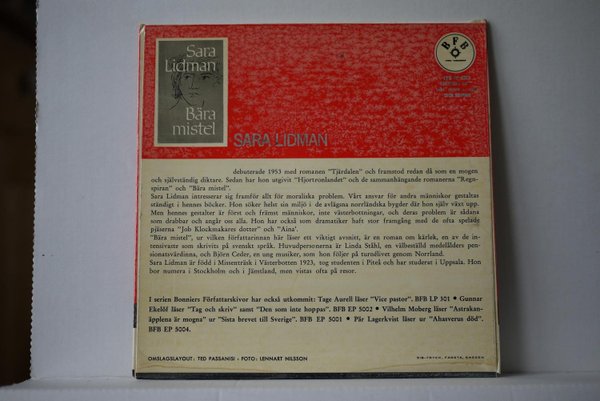 Sara
Lidman
Bära
mistel
BFB
SARA LIDMAN
debuterade 1953 med romanen "Tjärdalen" och framstod redan då som en mogen
och självständig diktare. Sedan har hon utgivit "Hjortronlandet" och de sammanhängande romanerna "Regn-
spiran" och "Bära mistel".
Sara Lidman intresserar sig framför allt för moraliska problem. Vårt ansvar för andra människor gestaltas
ständigt i hennes böcker. Hon söker helst sin miljö i de avlägsna norrländska bygder där hon själv växt upp.
Men hennes gestalter är först och främst människor, inte västerbottningar, och deras problem är sådana
som drabbar och angår oss alla. Hon har också som dramatiker haft stor framgång med de ofta spelade
pjäserna "Job Klockmakares dotter" och "Aina".
"Bära mistel", ur vilken författarinnan här läser ett viktigt avsnitt, är en roman om kärlek, en av de in-
tensivaste som skrivits på svenskt språk. Huvudpersonerna är Linda Ståhl, en välbeställd medelålders pen-
sionatsvärdinna, och Björn Ceder, en ung musiker, som hon följer på turnélivet genom Norrland.
Sara Lidman är född i Missenträsk i Västerbotten 1923, tog studenten i Piteå och har studerat i Uppsala. Hon
bor numera i Stockholm och i Jämtland, men vistas ofta på resor.
I serien Bonniers Författarskivor har också utkommit: Tage Aurell läser "Vice pastor". BFB LP 301 • Gunnar
Ekelöf läser "Tag och skriv" samt "Den som inte hoppas". BFB EP 5002 • Vilhelm Moberg läser "Astrakan-
äpplena är mogna" ur "Sista brevet till Sverige". BFB EP 5001 • Pär Lagerkvist läser ur "Ahasverus död".
BFB EP 5004.
OMSLAGSLAYOUT: TED PASSANISI • FOTO: LENNART NILSSON